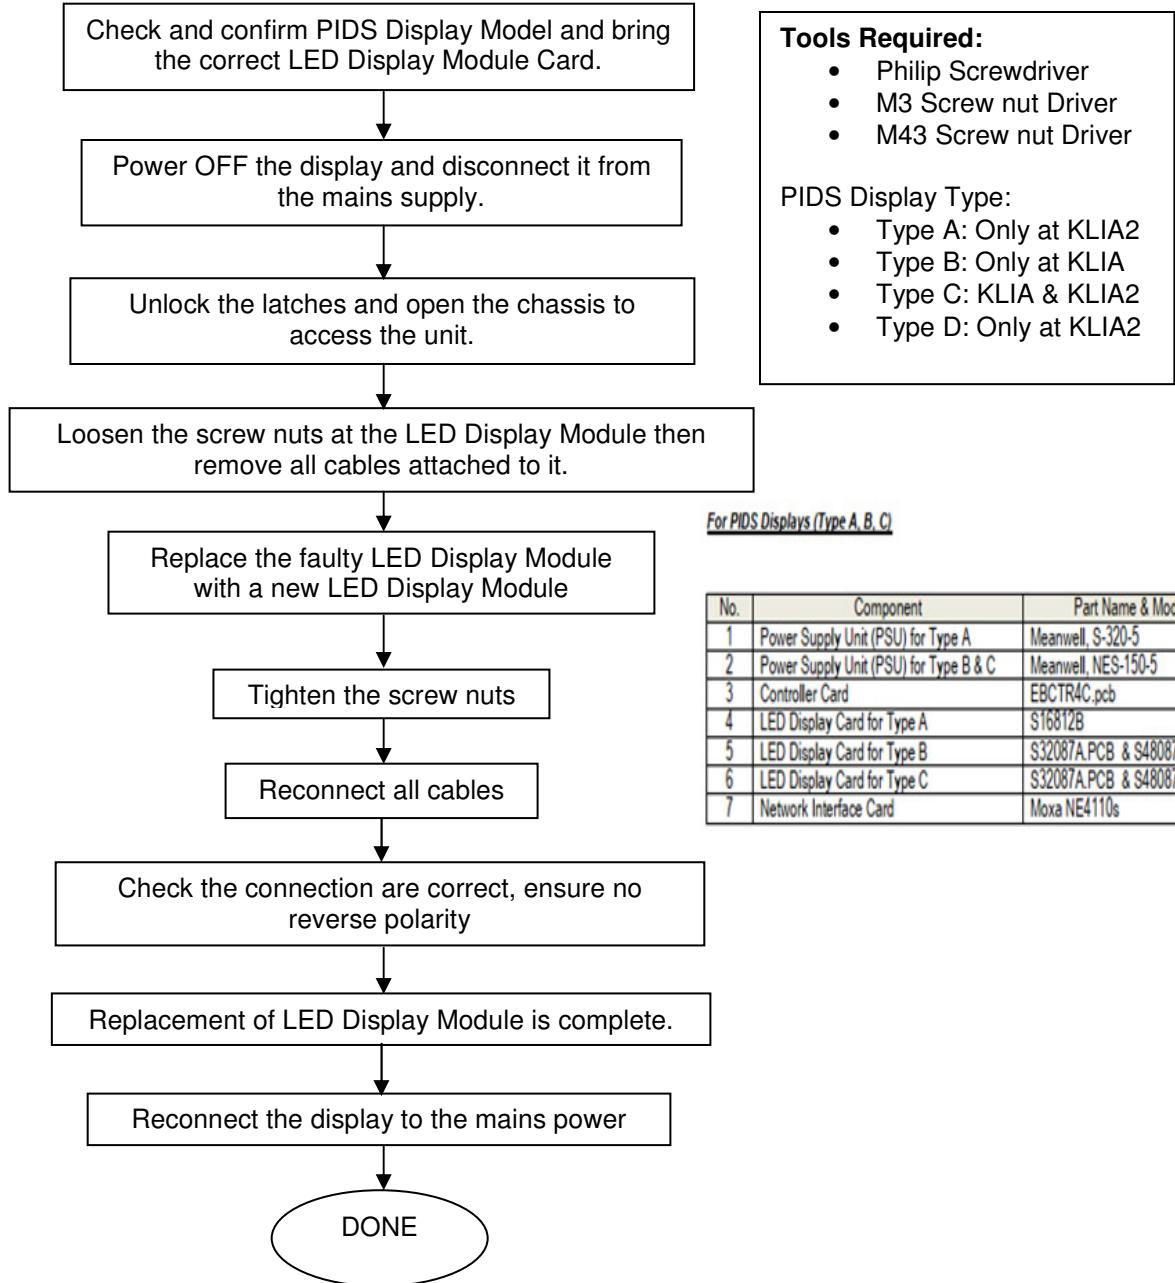 Check and confirm PIDS Display Model and bring
the correct LED Display Module Card.
Power OFF the display and disconnect it from
the mains supply.
Unlock the latches and open the chassis to
access the unit.
Loosen the screw nuts at the LED Display Module then
remove all cables attached to it.
Replace the faulty LED Display Module
with a new LED Display Module
Tighten the screw nuts
Reconnect all cables
Check the connection are correct, ensure no
reverse polarity
Replacement of LED Display Module is complete.
Reconnect the display to the mains power
DONE
Tools Required:
• Philip Screwdriver
• M3 Screw nut Driver
• M43 Screw nut Driver
PIDS Display Type:
• Type A: Only at KLIA2
• Type B: Only at KLIA
• Type C: KLIA & KLIA2
• Type D: Only at KLIA2
For PIDS Displays (Type A, B, C)
No. Component Part Name &
1 Power Supply Unit (PSU) for Type A Meanwell, S-320-5
2 Power Supply Unit (PSU) for Type B & C Meanwell, NES-150-5
3 Controller Card EBCTR4C.pcb
4 LED Display Card for Type A S16812B
5 LED Display Card for Type B S32087A.PCB &
6 LED Display Card for Type C S32087A.PCB &
7 Network Interface Card Moxa NE4110s